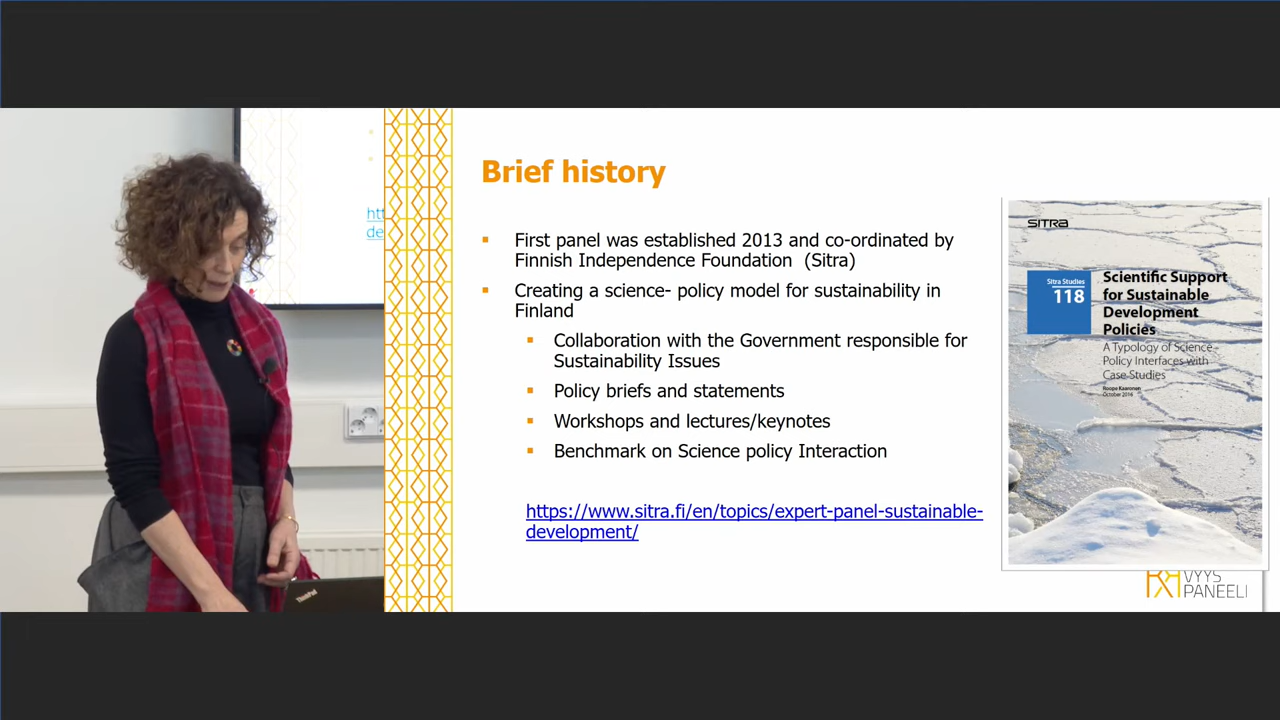 Brief history
First panel was established 2013 and co-ordinated by
Finnish Independence Foundation (Sitra)
Creating a science- policy model for sustainability in
Finland
Collaboration with the Government responsible for
Sustainability Issues
Policy briefs and statements
Workshops and lectures/keynotes
Benchmark on Science policy Interaction
https://www.sitra.fi/en/topics/expert-panel-sustainable-
development/
SITRA
Sitra Studies
118
Scientific Support
for Sustainable
Development
Policies
A Typology of Science-
Policy Interfaces with
Case Studies
Roope Kaaronen
October 2016
VYYS
PANEELI
htt
de
ThinkPad